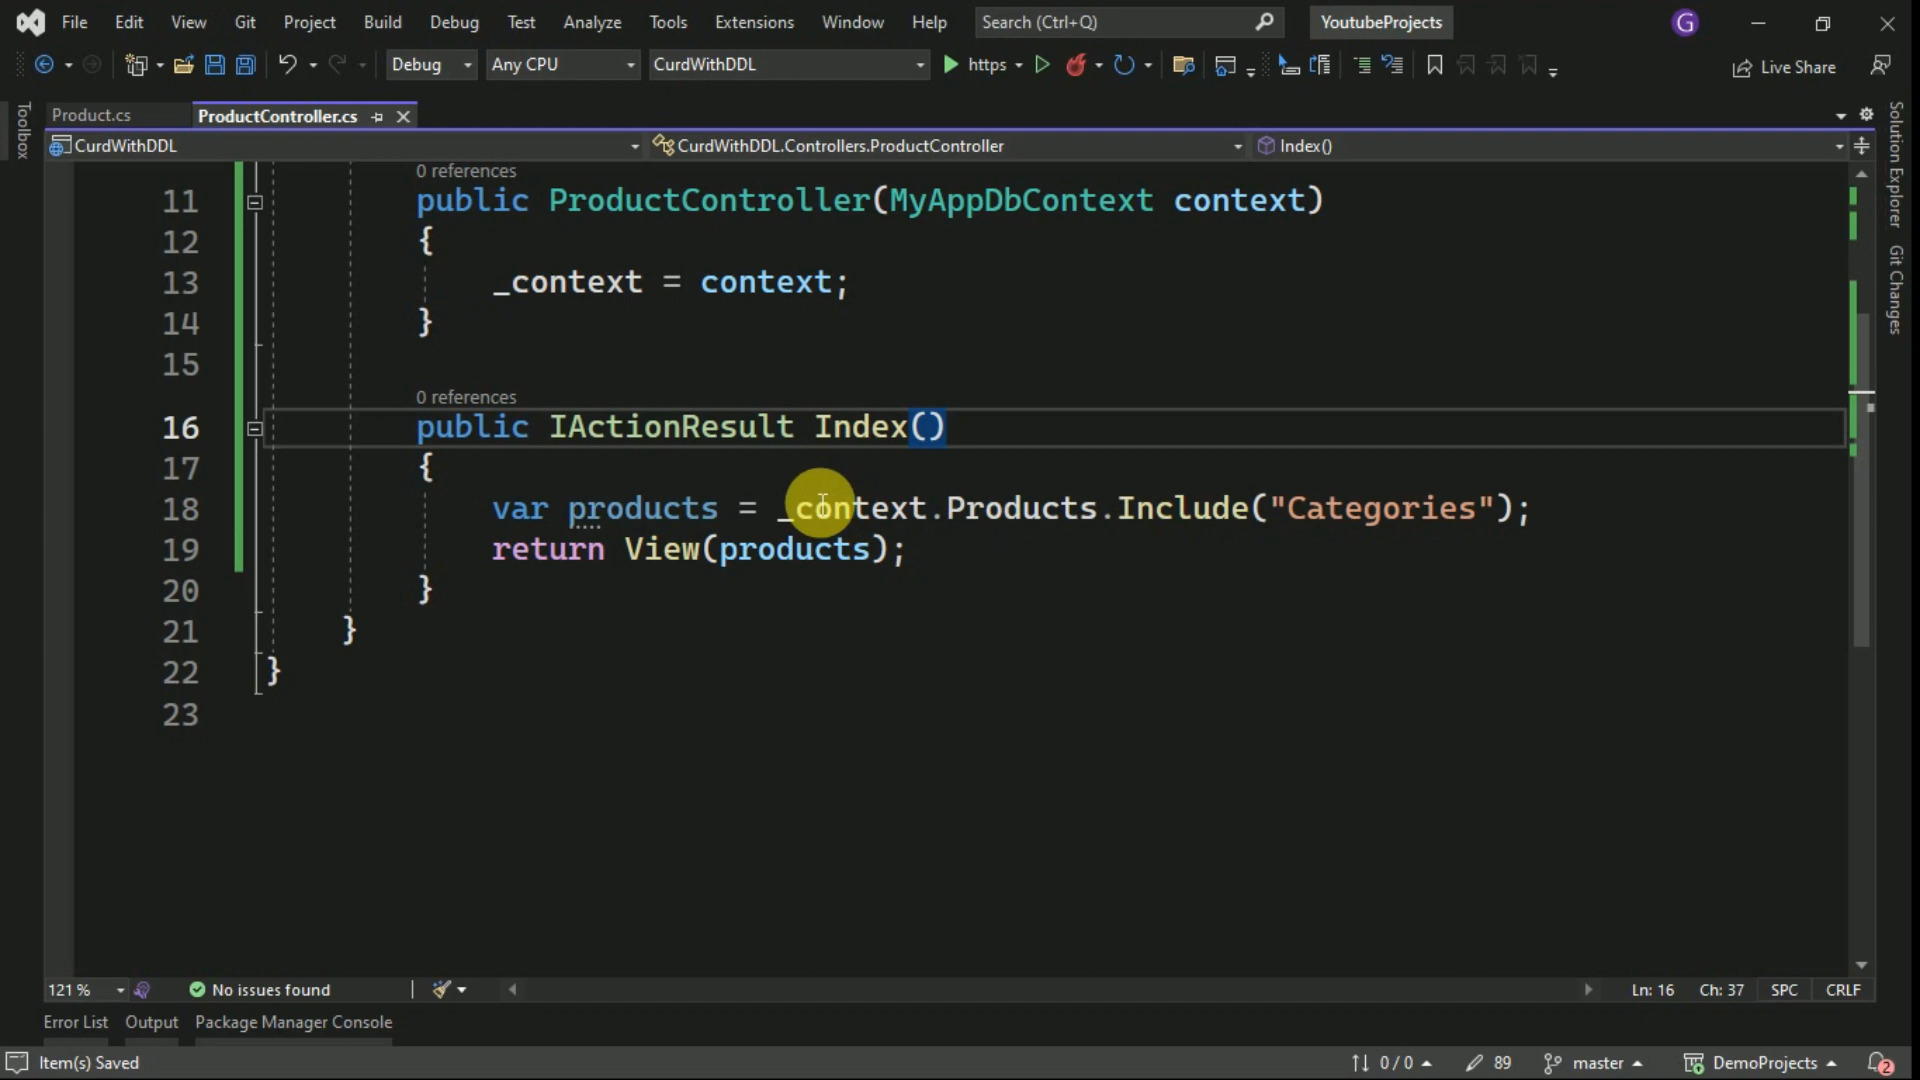 File Edit View Git Project Build Debug Test Analyze Tools Extensions Window Help Search (Ctrl+Q) YoutubeProjects G
Debug Any CPU CurdWithDDL https Live Share
Product.cs ProductController.cs
CurdWithDDL CurdWithDDL.Controllers.ProductController Index()
Toolbox
Solution Explorer
Git Changes
0 references
11 public ProductController(MyAppDbContext context)
12 {
13 _context = context;
14 }
15
0 references
16 public IActionResult Index()
17 {
18 var products = _context.Products.Include("Categories");
19 return View(products);
20 }
21 }
22 }
23
121 % No issues found Ln: 16 Ch: 37 SPC CRLF
Error List Output Package Manager Console
Item(s) Saved 0 / 0 89 master DemoProjects 2